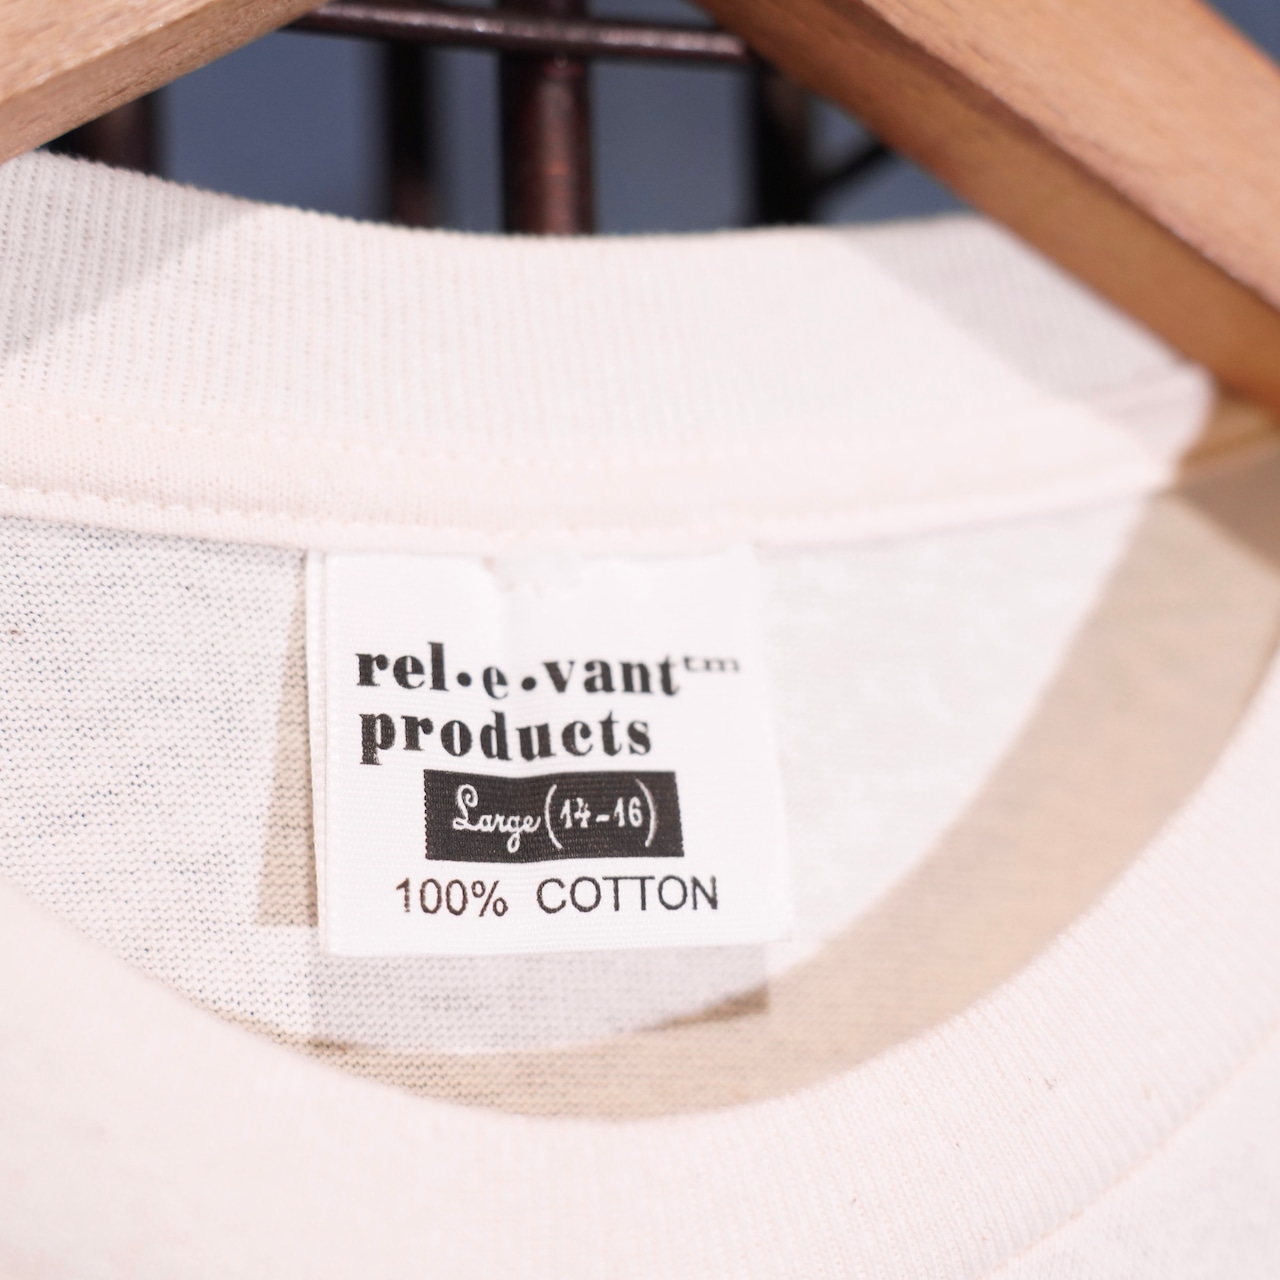 rel•e•vant™
products
Large (14-16)
100% COTTON